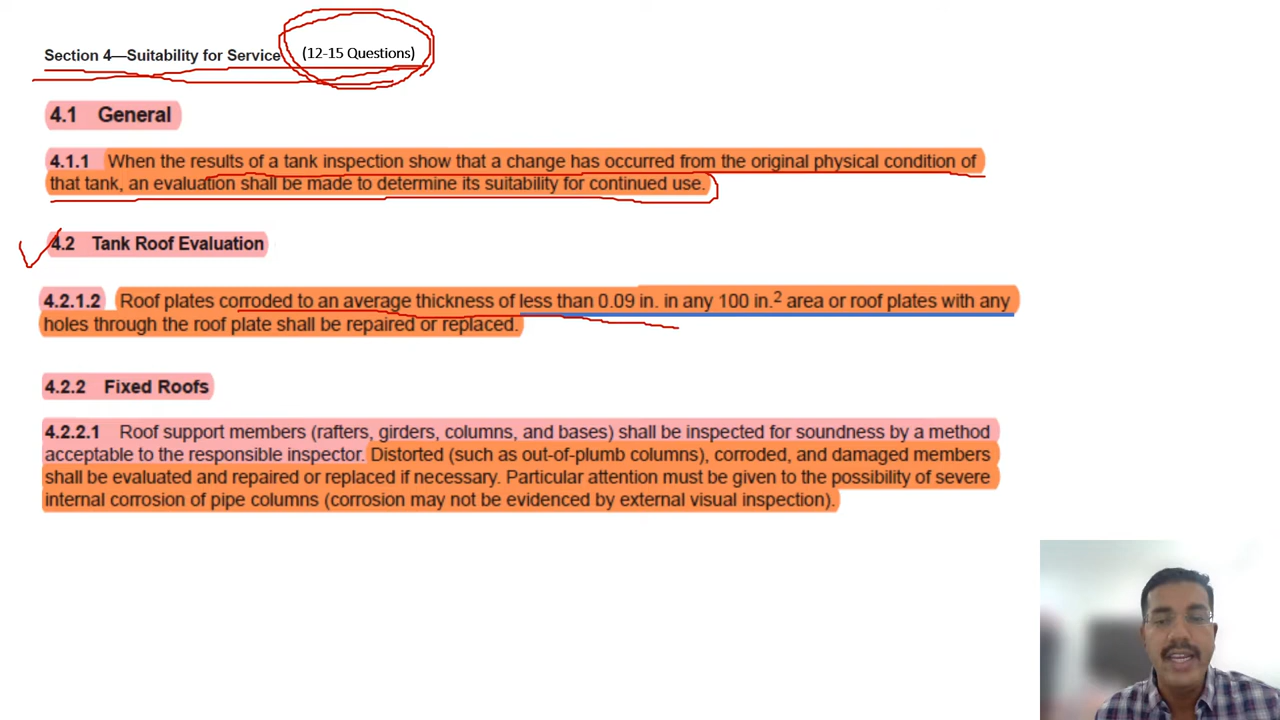 Section 4—Suitability for Service (12-15 Questions)
4.1 General
4.1.1 When the results of a tank inspection show that a change has occurred from the original physical condition of
that tank, an evaluation shall be made to determine its suitability for continued use.
4.2 Tank Roof Evaluation
4.2.1.2 Roof plates corroded to an average thickness of less than 0.09 in. in any 100 in.² area or roof plates with any
holes through the roof plate shall be repaired or replaced.
4.2.2 Fixed Roofs
4.2.2.1 Roof support members (rafters, girders, columns, and bases) shall be inspected for soundness by a method
acceptable to the responsible inspector. Distorted (such as out-of-plumb columns), corroded, and damaged members
shall be evaluated and repaired or replaced if necessary. Particular attention must be given to the possibility of severe
internal corrosion of pipe columns (corrosion may not be evidenced by external visual inspection).